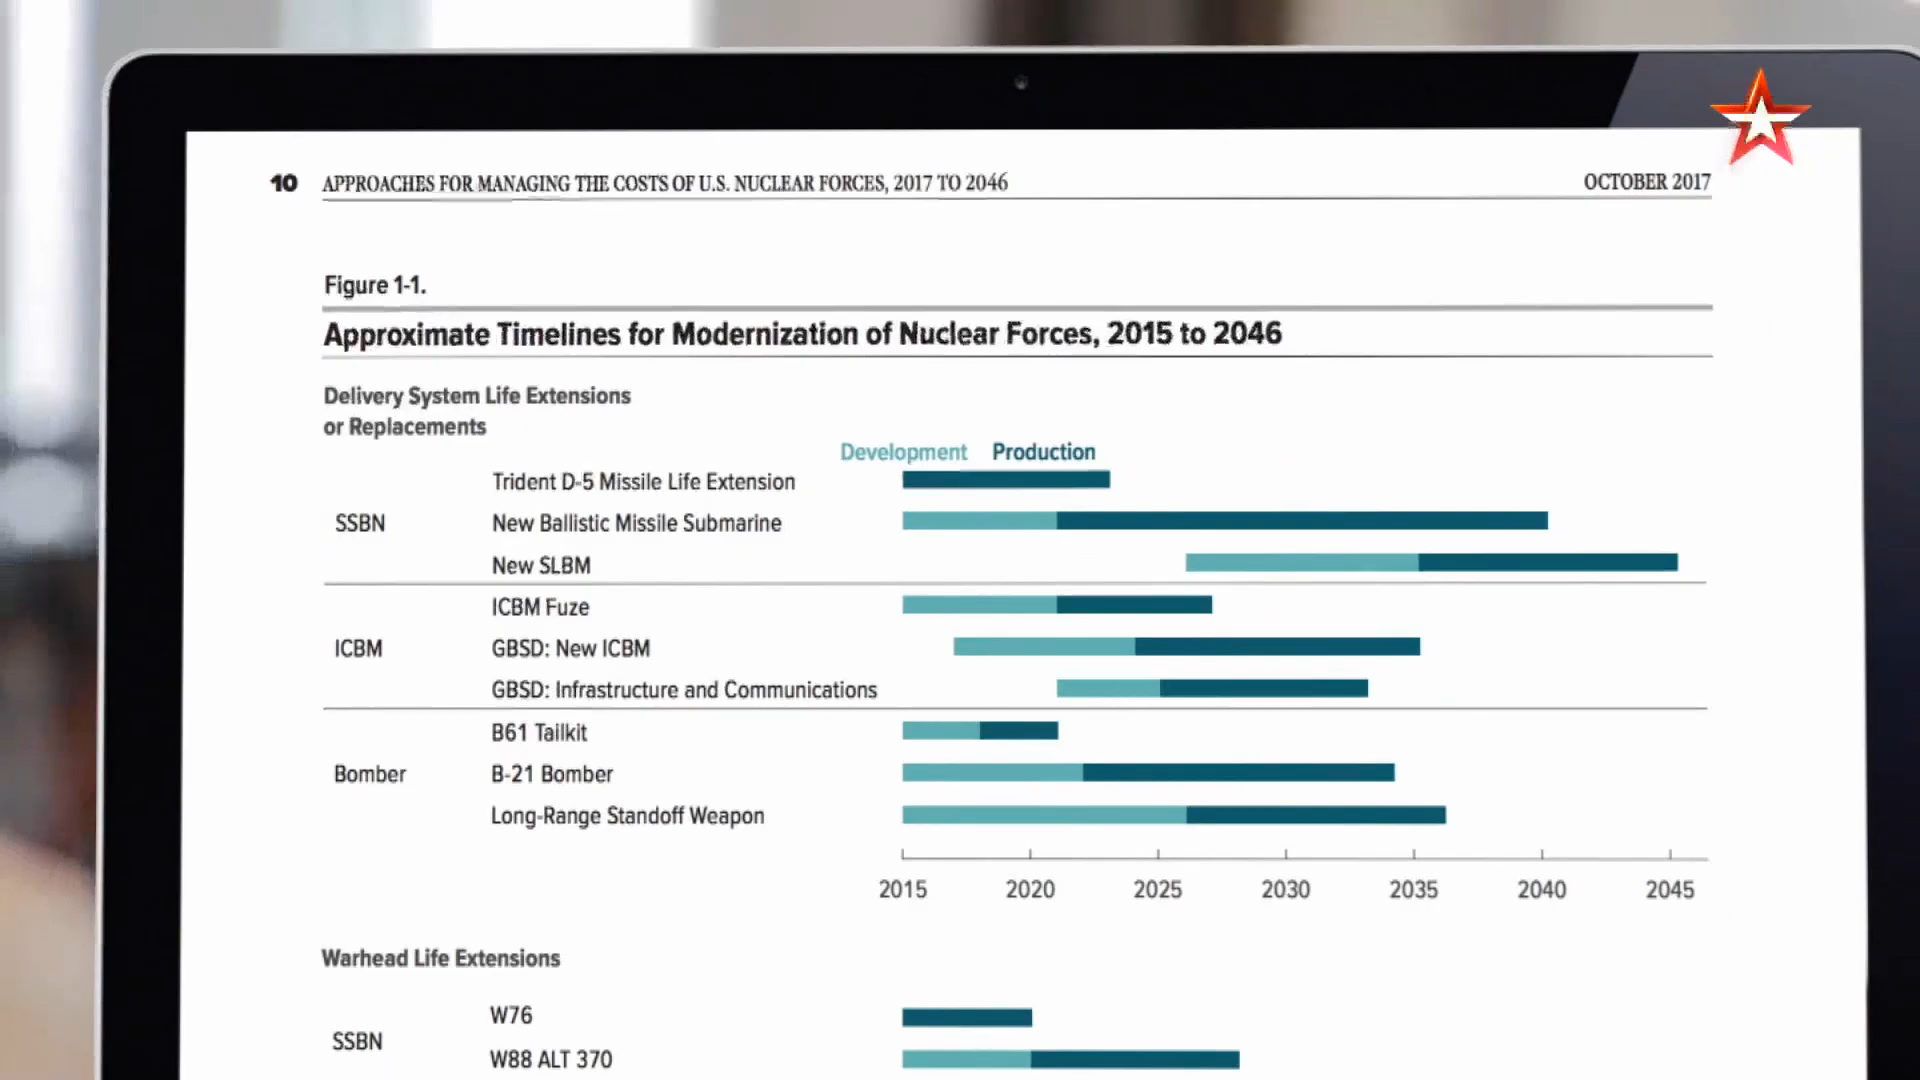 10 APPROACHES FOR MANAGING THE COSTS OF U.S. NUCLEAR FORCES, 2017 TO 2046 OCTOBER 2017
Figure 1-1.
Approximate Timelines for Modernization of Nuclear Forces, 2015 to 2046
Delivery System Life Extensions
or Replacements
Development Production
Trident D-5 Missile Life Extension
SSBN New Ballistic Missile Submarine
New SLBM
ICBM Fuze
ICBM GBSD: New ICBM
GBSD: Infrastructure and Communications
B61 Tailkit
Bomber B-21 Bomber
Long-Range Standoff Weapon
2015 2020 2025 2030 2035 2040 2045
Warhead Life Extensions
W76
SSBN
W88 ALT 370